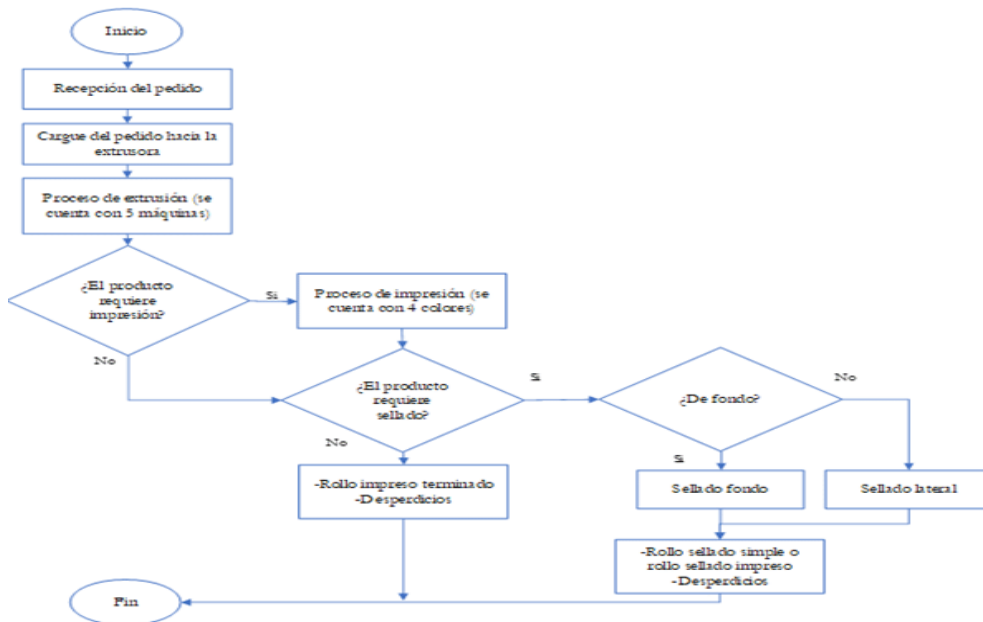 Inicio
Recepción del pedido
Cargue del pedido hacia la
extrusora
Proceso de extrusión (se
cuenta con 5 máquinas)
¿El producto
requiere
impresión?
Si
Proceso de impresión (se
cuenta con 4 colores)
No
¿El producto
requiere
sellado?
Si
¿De fondo?
No
No
-Rollo impreso terminado
-Desperdicios
Si
Sellado fondo
Sellado lateral
-Rollo sellado simple o
rollo sellado impreso
-Desperdicios
Fin